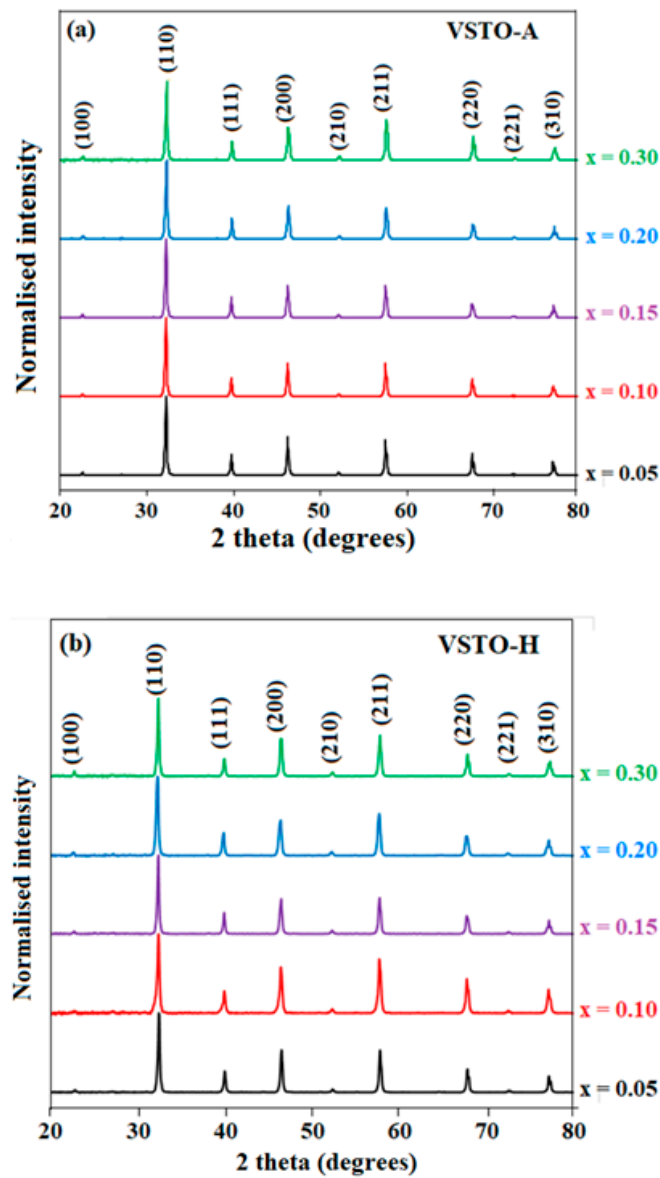 (a)
VSTO-A
(100)
(110)
(111)
(200)
(210)
(211)
(220)
(221)
(310)
x = 0.30
x = 0.20
x = 0.15
x = 0.10
x = 0.05
Normalised intensity
20 30 40 50 60 70 80
2 theta (degrees)
(b)
VSTO-H
(100)
(110)
(111)
(200)
(210)
(211)
(220)
(221)
(310)
x = 0.30
x = 0.20
x = 0.15
x = 0.10
x = 0.05
Normalised intensity
20 30 40 50 60 70 80
2 theta (degrees)